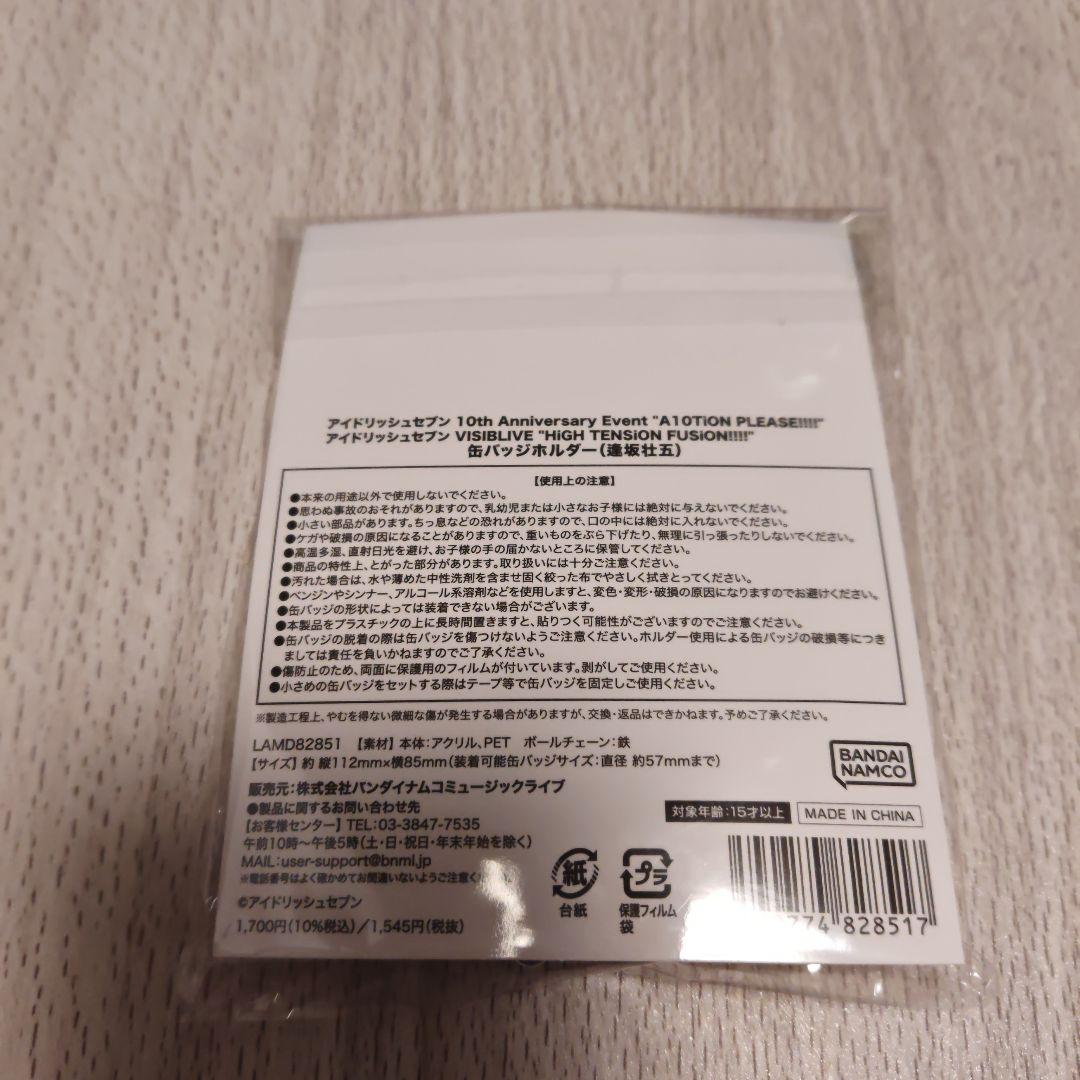 アイドリッシュセブン 10th Anniversary Event "A10TiON PLEASE!!!!"
アイドリッシュセブン VISIBLIVE "HiGH TENSiON FUSiON!!!!"
缶バッジホルダー(逢坂壮五)
【使用上の注意】
●本来の用途以外で使用しないでください。
●思わぬ事故のおそれがありますので、乳幼児または小さなお子様には絶対に与えないでください。
●小さい部品があります。ちっ息などの恐れがありますので、口の中には絶対に入れないでください。
●ケガや破損の原因になることがありますので、重いものをぶら下げたり、無理に引っ張ったりしないでください。
●高温多湿、直射日光を避け、お子様の手の届かないところに保管してください。
●商品の特性上、とがった部分があります。取り扱いには十分ご注意ください。
●汚れた場合は、水や薄めた中性洗剤を含ませ固く絞った布でやさしく拭きとってください。
●ベンジンやシンナー、アルコール系溶剤などを使用しますと、変色・変形・破損の原因になりますのでお避けください。
●缶バッジの形状によっては装着できない場合がございます。
●本製品をプラスチックの上に長時間置きますと、貼りつく可能性がございますのでご注意ください。
●缶バッジの脱着の際は缶バッジを傷つけないようご注意ください。ホルダー使用による缶バッジの破損等につき
ましては責任を負いかねますのでご了承ください。
●傷防止のため、両面に保護用のフィルムが付いています。剥がしてご使用ください。
●小さめの缶バッジをセットする際はテープ等で缶バッジを固定しご使用ください。
※製造工程上、やむを得ない微細な傷が発生する場合がありますが、交換・返品はできかねます。予めご了承ください。
LAMD82851 【素材】本体:アクリル、PET ボールチェーン:鉄
【サイズ】約 縦112mm×横85mm(装着可能缶バッジサイズ:直径 約57mmまで)
BANDAI
NAMCO
販売元:株式会社バンダイナムコミュージックライブ
●製品に関するお問い合わせ先
【お客様センター】TEL:03-3847-7535
午前10時〜午後5時(土・日・祝日・年末年始を除く)
MAIL:user-support@bnml.jp
※電話番号はよく確かめてお間違いないようご注意くだ
©アイドリッシュセブン
1,700円(10%税込)/1,545円(税抜)
対象年齢:15才以上 MADE IN CHINA
紙
台紙
プラ
保護フィルム
袋
774 828517